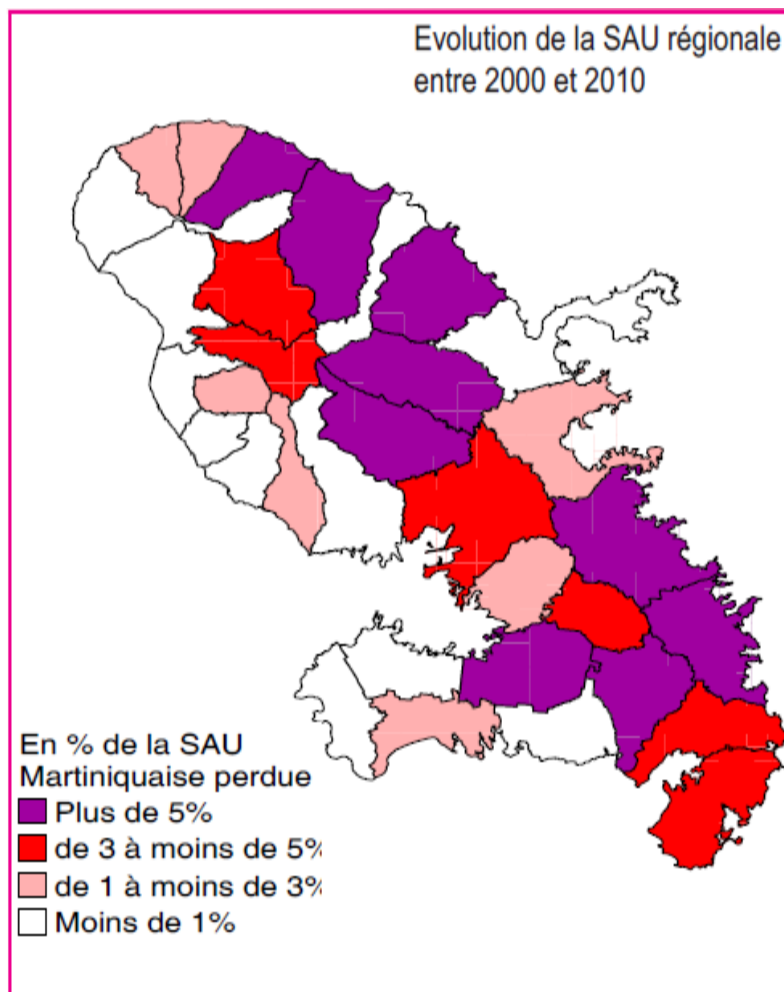 Evolution de la SAU régionale
entre 2000 et 2010
En % de la SAU
Martiniquaise perdue
Plus de 5%
de 3 à moins de 5%
de 1 à moins de 3%
Moins de 1%